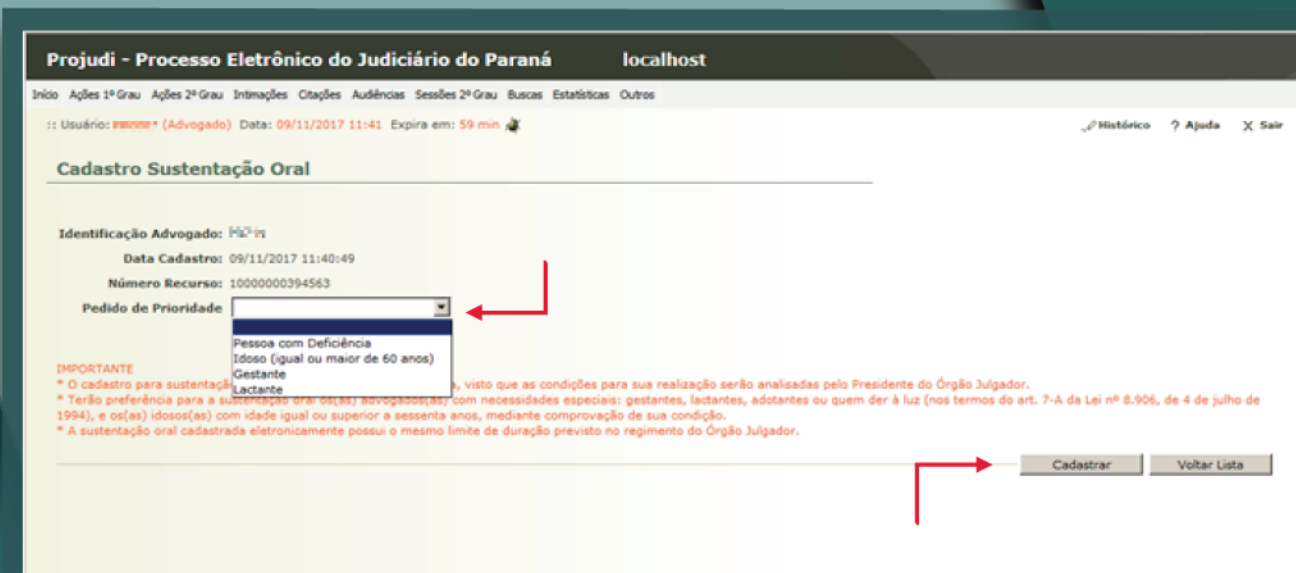 Projudi - Processo Eletrônico do Judiciário do Paraná localhost
Início Ações 1º Grau Ações 2º Grau Intimações Citações Audiências Sessões 2º Grau Buscas Estatísticas Outros
:: Usuário: (Advogado) Data: 09/11/2017 11:41 Expira em: 59 min Histórico ? Ajuda X Sair
Cadastro Sustentação Oral
Identificação Advogado:
Data Cadastro: 09/11/2017 11:40:49
Número Recurso: 10000000394563
Pedido de Prioridade
Pessoa com Deficiência
Idoso (igual ou maior de 60 anos)
Gestante
Lactante
IMPORTANTE
* O cadastro para sustentaçã , visto que as condições para sua realização serão analisadas pelo Presidente do Órgão Julgador.
* Terão preferência para a sustentação oral os(as) advogados(as) com necessidades especiais: gestantes, lactantes, adotantes ou quem der à luz (nos termos do art. 7-A da Lei nº 8.906, de 4 de julho de
1994), e os(as) idosos(as) com idade igual ou superior a sessenta anos, mediante comprovação de sua condição.
* A sustentação oral cadastrada eletronicamente possui o mesmo limite de duração previsto no regimento do Órgão Julgador.
Cadastrar Voltar Lista